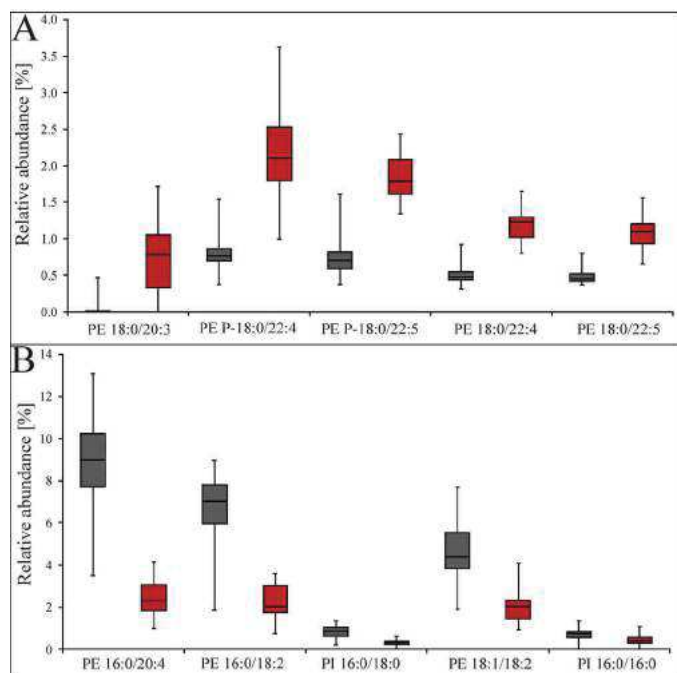 A
Relative abundance [%]
4.0
3.5
3.0
2.5
2.0
1.5
1.0
0.5
0.0
PE 18:0/20:3 PE P-18:0/22:4 PE P-18:0/22:5 PE 18:0/22:4 PE 18:0/22:5
B
Relative abundance [%]
14
12
10
8
6
4
2
0
PE 16:0/20:4 PE 16:0/18:2 PI 16:0/18:0 PE 18:1/18:2 PI 16:0/16:0